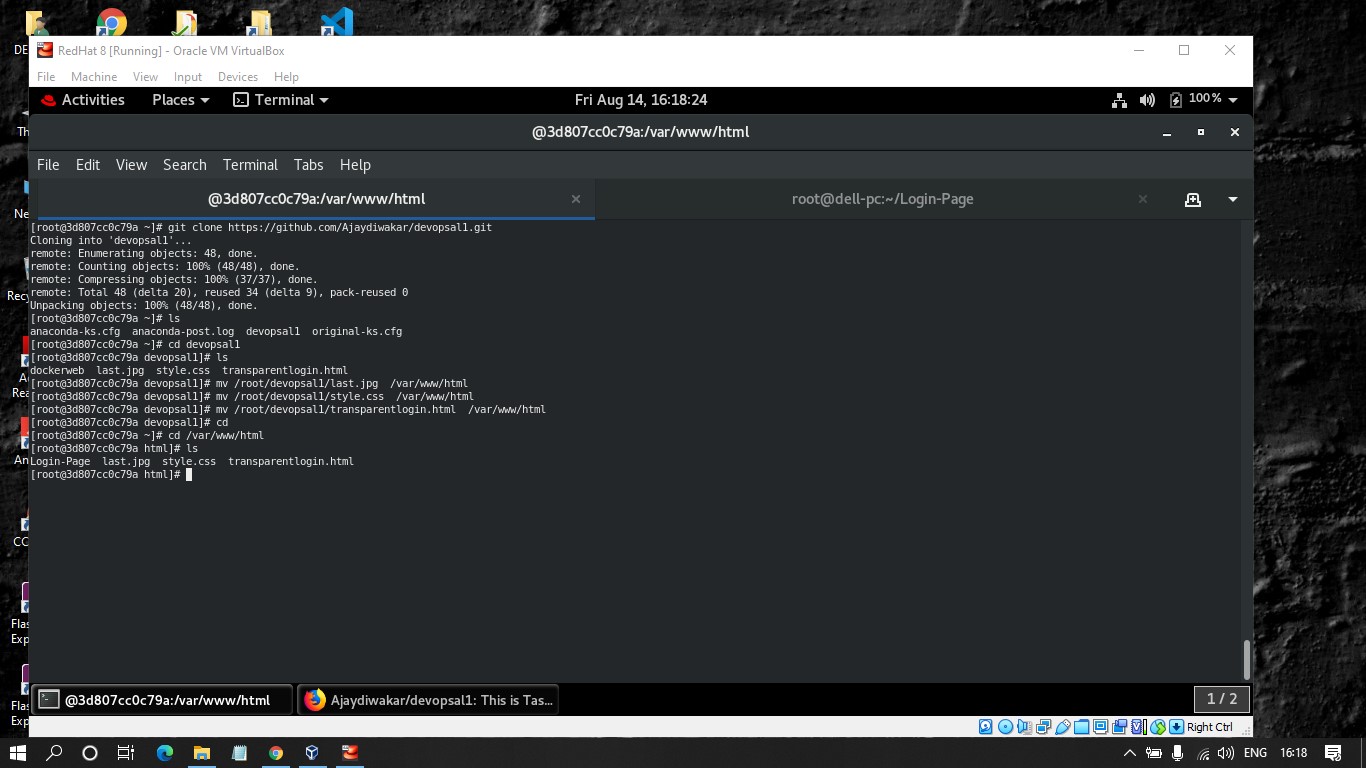 DE
RedHat 8 [Running] - Oracle VM VirtualBox
File Machine View Input Devices Help
Activities Places Terminal Fri Aug 14, 16:18:24 100%
Th
@3d807cc0c79a:/var/www/html
File Edit View Search Terminal Tabs Help
@3d807cc0c79a:/var/www/html root@dell-pc:~/Login-Page
Ne
[root@3d807cc0c79a ~]# git clone https://github.com/Ajaydiwakar/devopsal1.git
Cloning into 'devopsal1'...
remote: Enumerating objects: 48, done.
remote: Counting objects: 100% (48/48), done.
remote: Compressing objects: 100% (37/37), done.
remote: Total 48 (delta 20), reused 34 (delta 9), pack-reused 0
Recy
Unpacking objects: 100% (48/48), done.
[root@3d807cc0c79a ~]# ls
anaconda-ks.cfg anaconda-post.log devopsal1 original-ks.cfg
[root@3d807cc0c79a ~]# cd devopsal1
[root@3d807cc0c79a devopsal1]# ls
dockerweb last.jpg style.css transparentlogin.html
A
[root@3d807cc0c79a devopsal1]# mv /root/devopsal1/last.jpg /var/www/html
Rea
[root@3d807cc0c79a devopsal1]# mv /root/devopsal1/style.css /var/www/html
[root@3d807cc0c79a devopsal1]# mv /root/devopsal1/transparentlogin.html /var/www/html
[root@3d807cc0c79a devopsal1]# cd
[root@3d807cc0c79a ~]# cd /var/www/html
[root@3d807cc0c79a html]# ls
An
Login-Page last.jpg style.css transparentlogin.html
[root@3d807cc0c79a html]#
CC
Flas
Exp
@3d807cc0c79a:/var/www/html Ajaydiwakar/devopsal1: This is Tas... 1 / 2
Flas
Exp
Right Ctrl
ENG 16:18